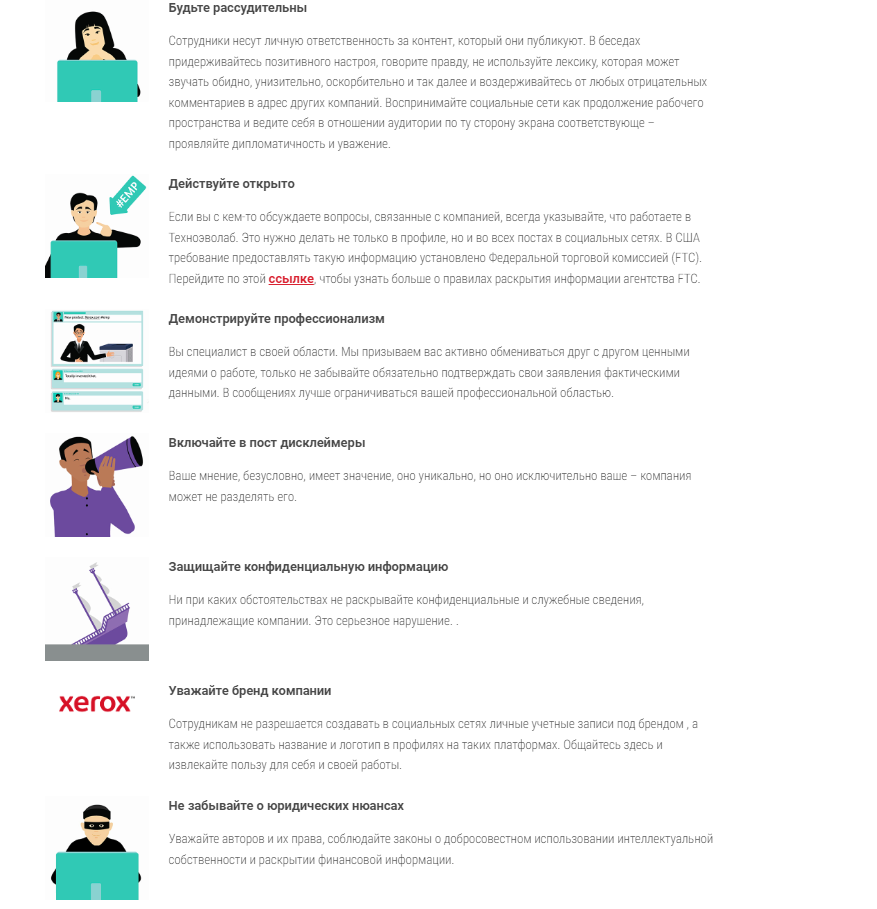 Будьте рассудительны
Сотрудники несут личную ответственность за контент, который они публикуют. В беседах
придерживайтесь позитивного настроя, говорите правду, не используйте лексику, которая может
звучать обидно, унизительно, оскорбительно и так далее и воздерживайтесь от любых отрицательных
комментариев в адрес других компаний. Воспринимайте социальные сети как продолжение рабочего
пространства и ведите себя в отношении аудитории по ту сторону экрана соответствующе –
проявляйте дипломатичность и уважение.
#EMP
Действуйте открыто
Если вы с кем-то обсуждаете вопросы, связанные с компанией, всегда указывайте, что работаете в
Техноэволаб. Это нужно делать не только в профиле, но и во всех постах в социальных сетях. В США
требование предоставлять такую информацию установлено Федеральной торговой комиссией (FTC).
Перейдите по этой ссылке, чтобы узнать больше о правилах раскрытия информации агентства FTC.
Демонстрируйте профессионализм
Вы специалист в своей области. Мы призываем вас активно обмениваться друг с другом ценными
идеями о работе, только не забывайте обязательно подтверждать свои заявления фактическими
данными. В сообщениях лучше ограничиваться вашей профессиональной областью.
Включайте в пост дисклеймеры
Ваше мнение, безусловно, имеет значение, оно уникально, но оно исключительно ваше – компания
может не разделять его.
Защищайте конфиденциальную информацию
Ни при каких обстоятельствах не раскрывайте конфиденциальные и служебные сведения,
принадлежащие компании. Это серьезное нарушение. .
xerox™
Уважайте бренд компании
Сотрудникам не разрешается создавать в социальных сетях личные учетные записи под брендом , а
также использовать название и логотип в профилях на таких платформах. Общайтесь здесь и
извлекайте пользу для себя и своей работы.
Не забывайте о юридических нюансах
Уважайте авторов и их права, соблюдайте законы о добросовестном использовании интеллектуальной
собственности и раскрытии финансовой информации.